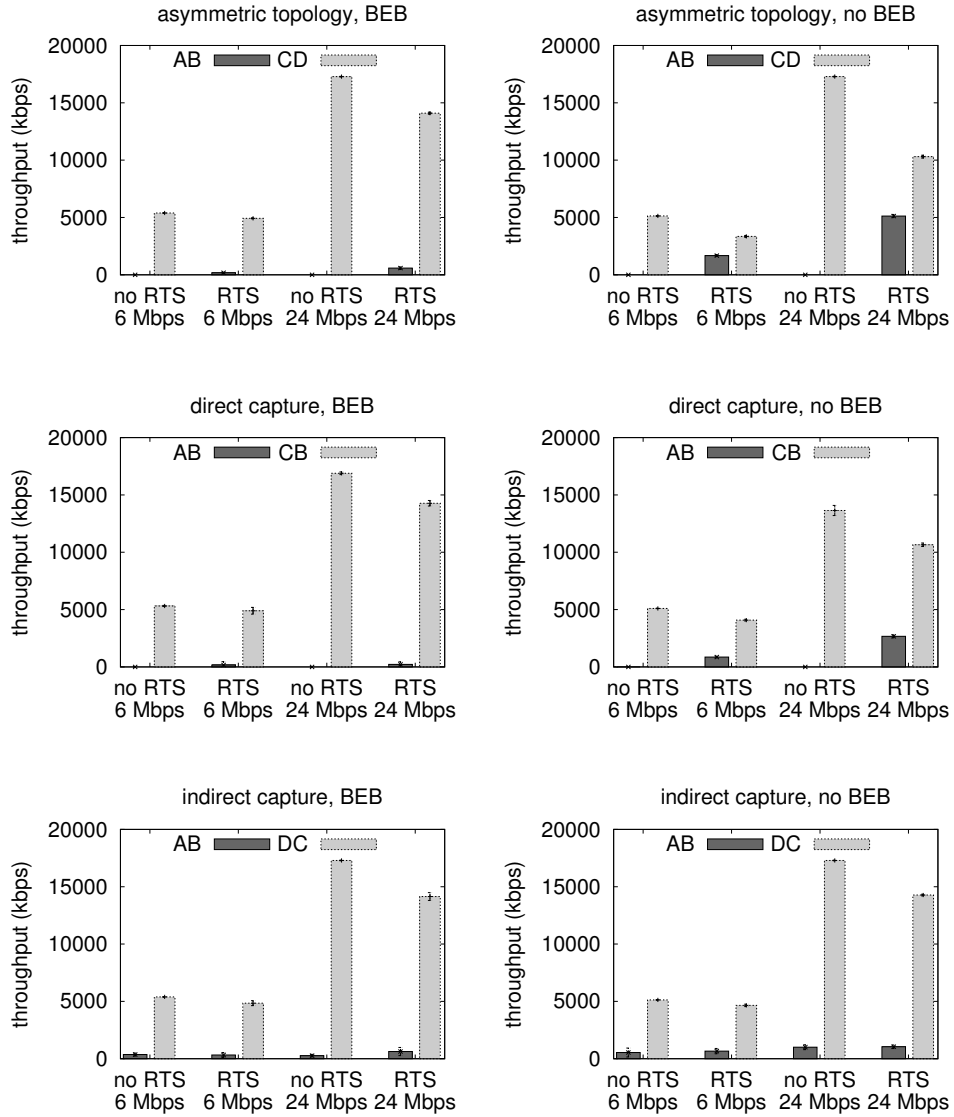 asymmetric topology, BEB
AB CD
20000
15000
10000
5000
0
throughput (kbps)
no RTS RTS no RTS RTS
6 Mbps 6 Mbps 24 Mbps 24 Mbps
asymmetric topology, no BEB
AB CD
20000
15000
10000
5000
0
throughput (kbps)
no RTS RTS no RTS RTS
6 Mbps 6 Mbps 24 Mbps 24 Mbps
direct capture, BEB
AB CB
20000
15000
10000
5000
0
throughput (kbps)
no RTS RTS no RTS RTS
6 Mbps 6 Mbps 24 Mbps 24 Mbps
direct capture, no BEB
AB CB
20000
15000
10000
5000
0
throughput (kbps)
no RTS RTS no RTS RTS
6 Mbps 6 Mbps 24 Mbps 24 Mbps
indirect capture, BEB
AB DC
20000
15000
10000
5000
0
throughput (kbps)
no RTS RTS no RTS RTS
6 Mbps 6 Mbps 24 Mbps 24 Mbps
indirect capture, no BEB
AB DC
20000
15000
10000
5000
0
throughput (kbps)
no RTS RTS no RTS RTS
6 Mbps 6 Mbps 24 Mbps 24 Mbps